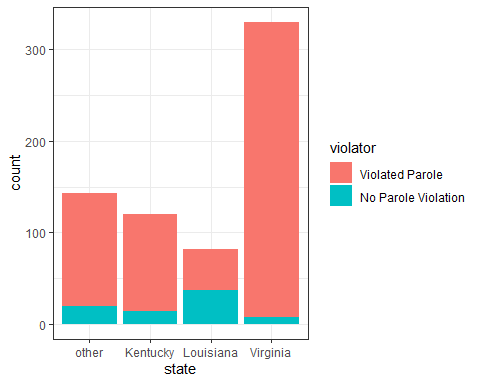 300
200
100
0
count
other Kentucky Louisiana Virginia
state
violator
Violated Parole
No Parole Violation